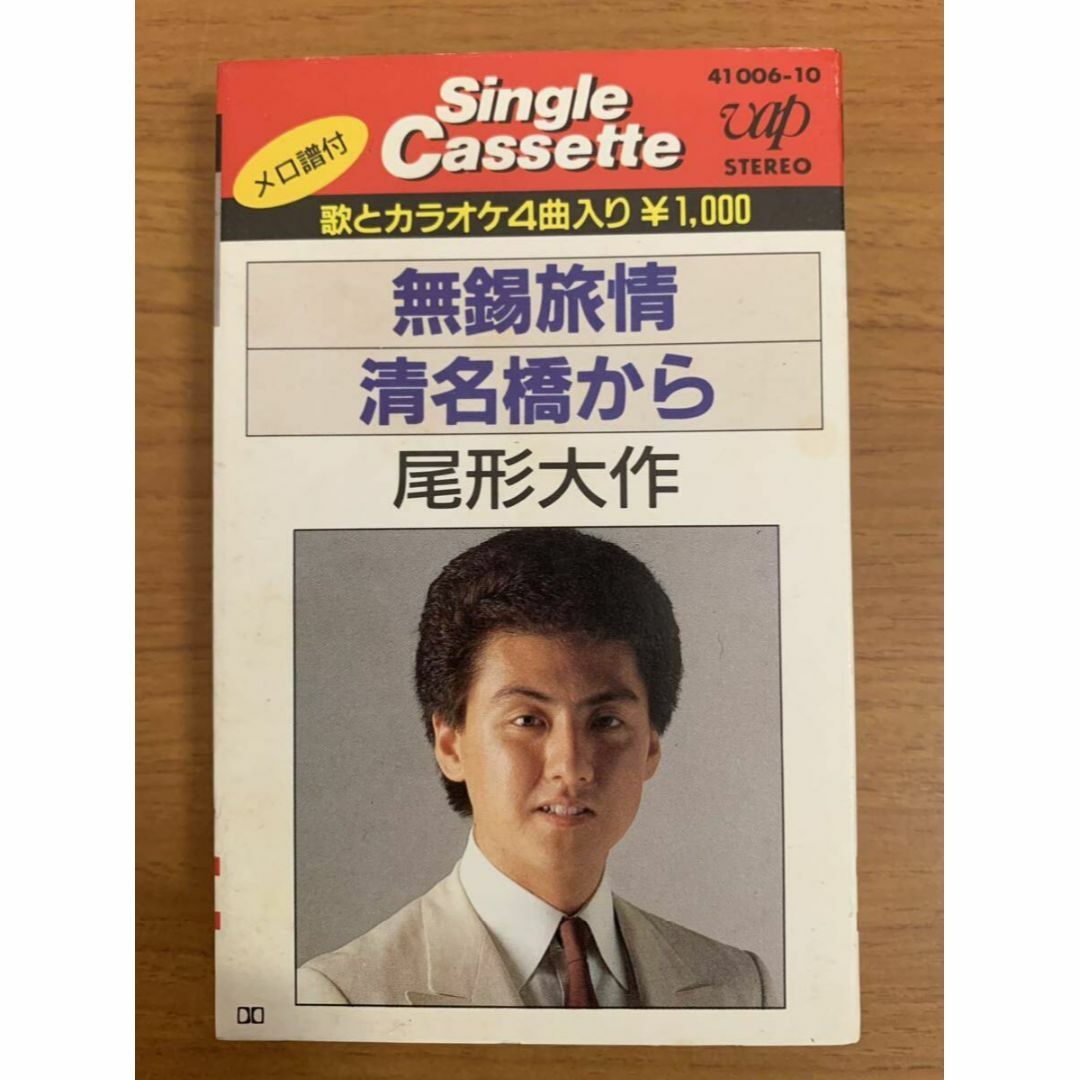 41006-10
Single
Cassette
vap
STEREO
メロ譜付
歌とカラオケ4曲入り ¥1,000
無錫旅情
清名橋から
尾形大作